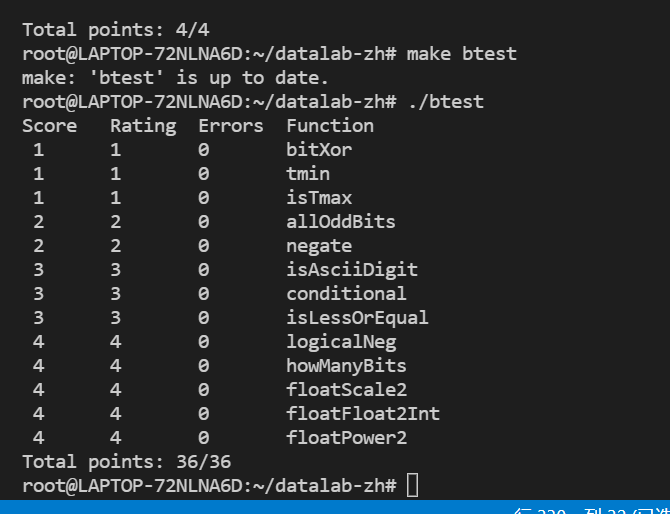 Total points: 4/4
root@LAPTOP-72NLNA6D:~/datalab-zh# make btest
make: 'btest' is up to date.
root@LAPTOP-72NLNA6D:~/datalab-zh# ./btest
Score   Rating  Errors  Function
 1      1       0       bitXor
 1      1       0       tmin
 1      1       0       isTmax
 2      2       0       allOddBits
 2      2       0       negate
 3      3       0       isAsciiDigit
 3      3       0       conditional
 3      3       0       isLessOrEqual
 4      4       0       logicalNeg
 4      4       0       howManyBits
 4      4       0       floatScale2
 4      4       0       floatFloat2Int
 4      4       0       floatPower2
Total points: 36/36
root@LAPTOP-72NLNA6D:~/datalab-zh#